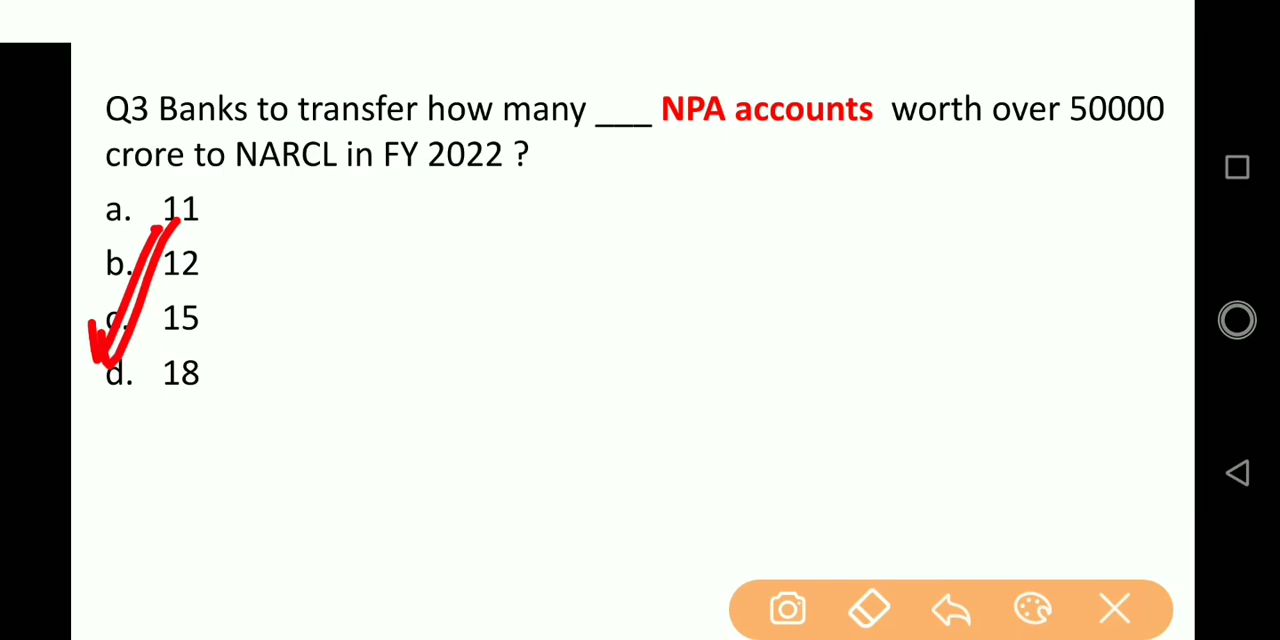 Q3 Banks to transfer how many ___ NPA accounts worth over 50000
crore to NARCL in FY 2022 ?
a. 11
b. 12
c. 15
d. 18